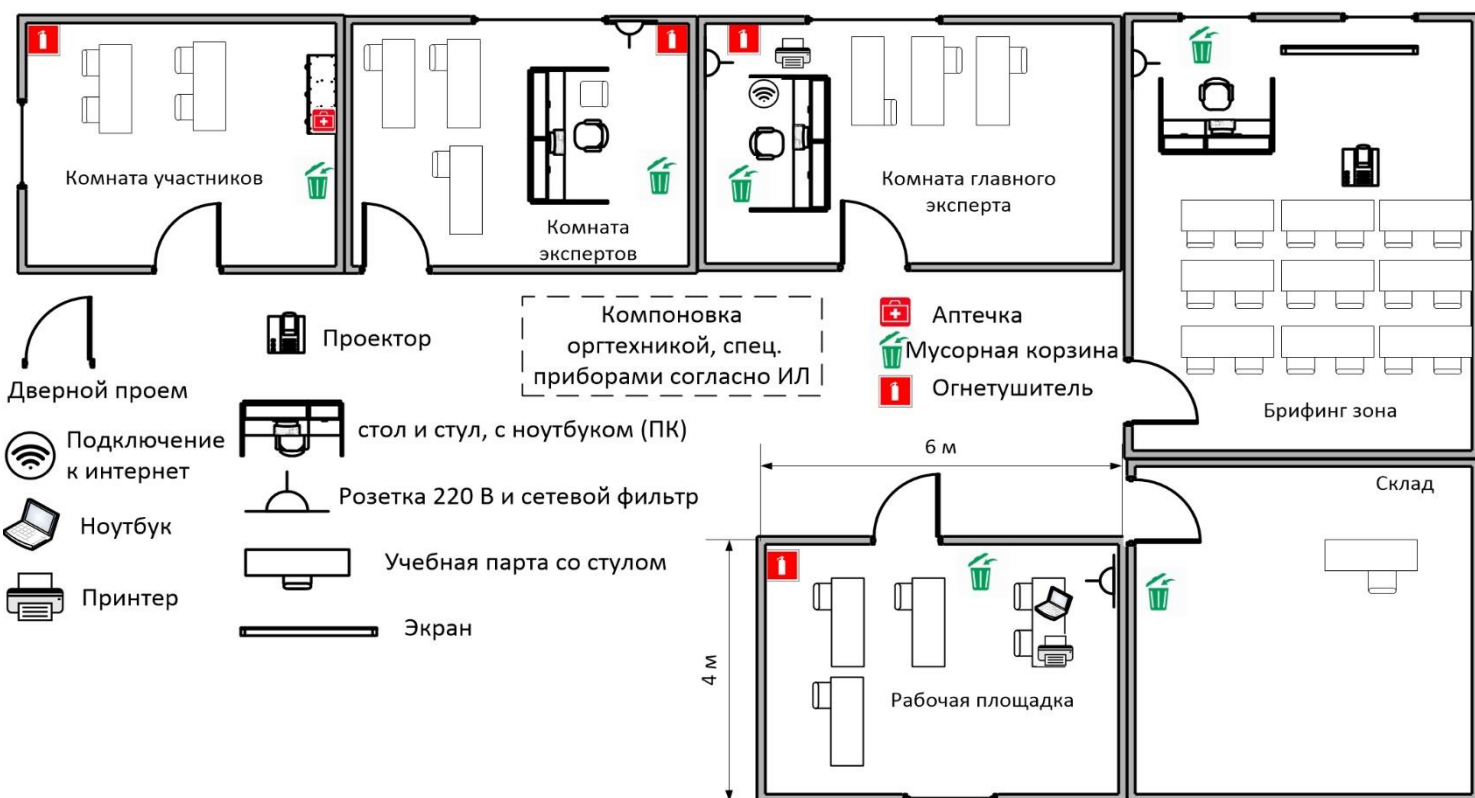 Комната участников
Комната
экспертов
Комната главного
эксперта
Брифинг зона
Дверной проем
Подключение
к интернет
Ноутбук
Принтер
Проектор
стол и стул, с ноутбуком (ПК)
Розетка 220 В и сетевой фильтр
Учебная парта со стулом
Экран
Компоновка
оргтехникой, спец.
приборами согласно ИЛ
Аптечка
Мусорная корзина
Огнетушитель
6 м
4 м
Рабочая площадка
Склад